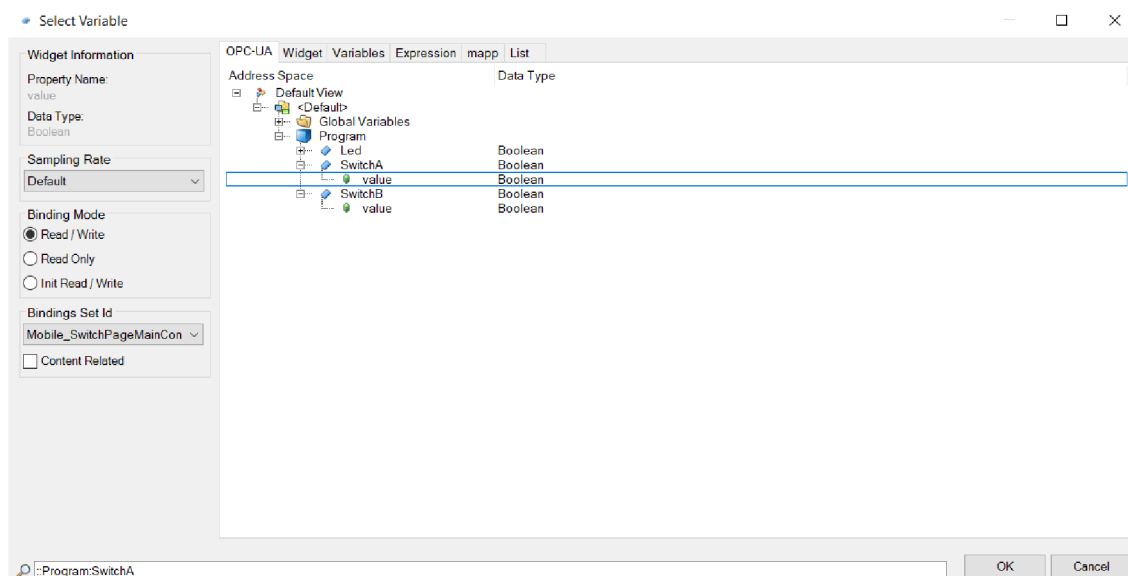 Select Variable
Widget Information
Property Name:
value
Data Type:
Boolean
Sampling Rate
Default
Binding Mode
Read / Write
Read Only
Init Read / Write
Bindings Set Id
Mobile_SwitchPageMainCon
Content Related
OPC-UA Widget Variables Expression mapp List
Address Space Data Type
Default View
<Default>
Global Variables
Program
Led Boolean
SwitchA Boolean
value Boolean
SwitchB Boolean
value Boolean
::Program:SwitchA
OK Cancel